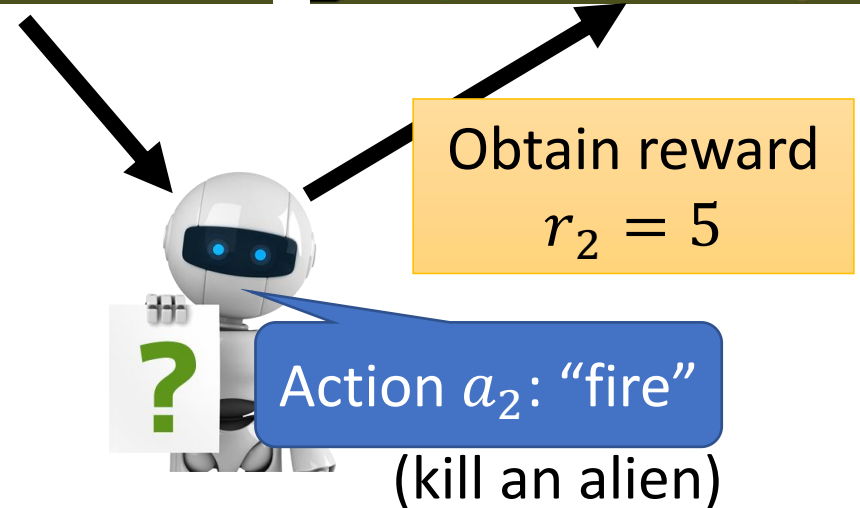 Obtain reward
r₂ = 5
?
Action a₂: “fire”
(kill an alien)